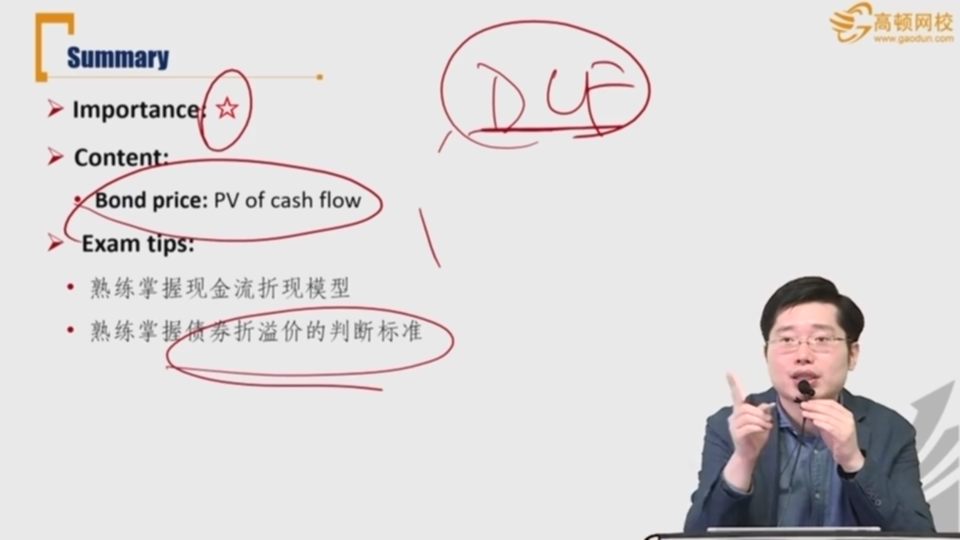 Summary
高顿网校
www.gaodun.com
DCF
Importance: ☆
Content:
Bond price: PV of cash flow
Exam tips:
熟练掌握现金流折现模型
熟练掌握债券折溢价的判断标准